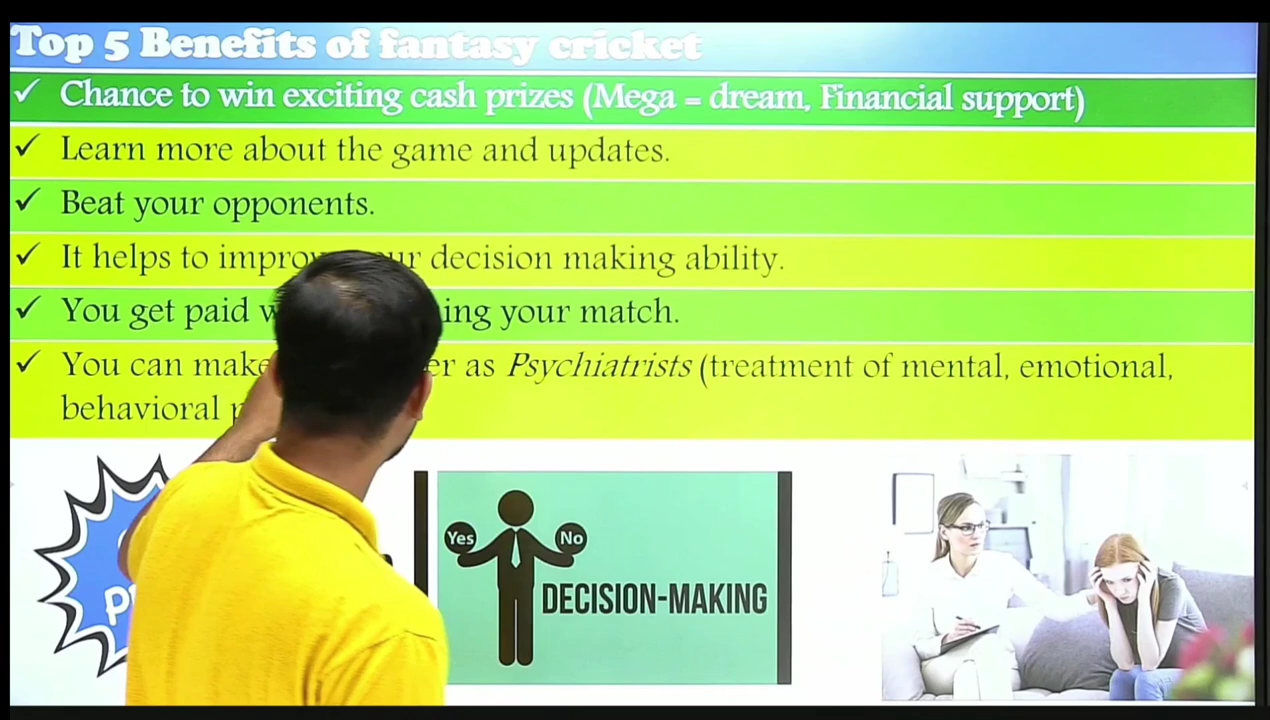 Top 5 Benefits of fantasy cricket
✓ Chance to win exciting cash prizes (Mega = dream, Financial support)
✓ Learn more about the game and updates.
✓ Beat your opponents.
✓ It helps to improv ur decision making ability.
✓ You get paid w ing your match.
✓ You can make er as Psychiatrists (treatment of mental, emotional,
behavioral p
Yes
No
DECISION-MAKING